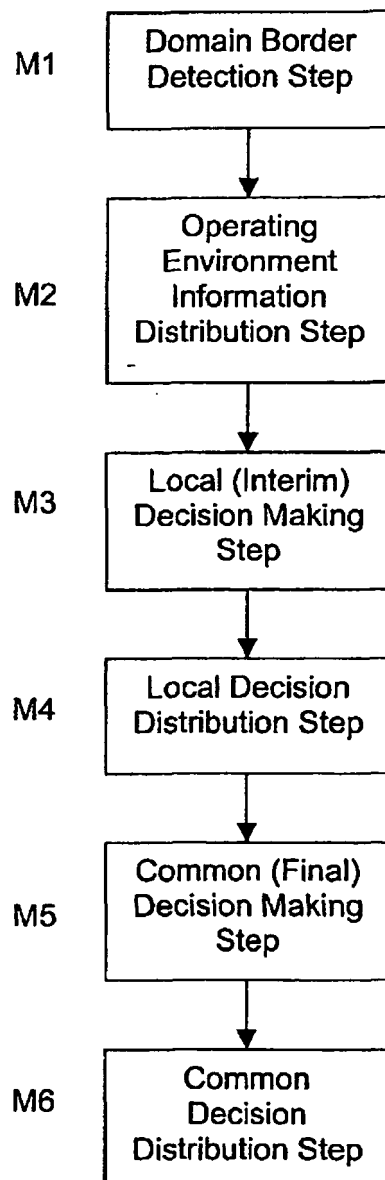 M1
Domain Border
Detection Step
M2
Operating
Environment
Information
Distribution Step
M3
Local (Interim)
Decision Making
Step
M4
Local Decision
Distribution Step
M5
Common (Final)
Decision Making
Step
M6
Common
Decision
Distribution Step